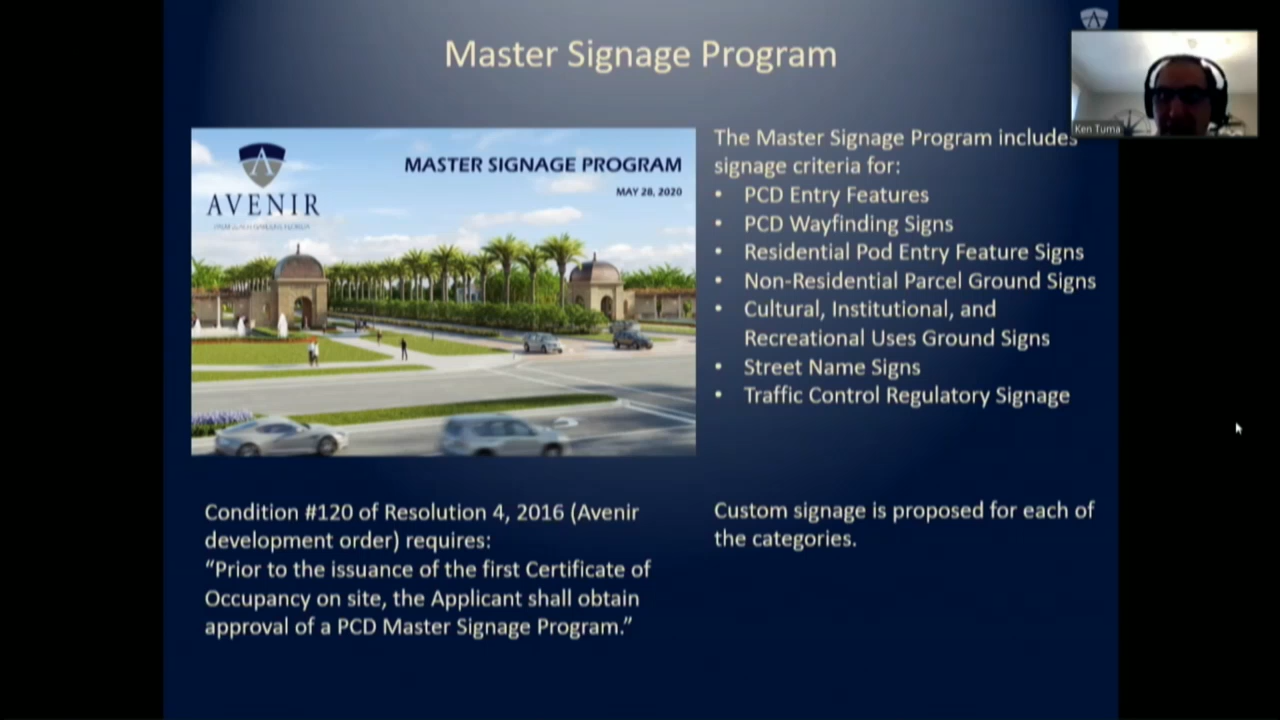 Master Signage Program
Ken Tuma
AVENIR
MASTER SIGNAGE PROGRAM
MAY 28, 2020
The Master Signage Program includes
signage criteria for:
• PCD Entry Features
• PCD Wayfinding Signs
• Residential Pod Entry Feature Signs
• Non-Residential Parcel Ground Signs
• Cultural, Institutional, and
Recreational Uses Ground Signs
• Street Name Signs
• Traffic Control Regulatory Signage
Condition #120 of Resolution 4, 2016 (Avenir
development order) requires:
“Prior to the issuance of the first Certificate of
Occupancy on site, the Applicant shall obtain
approval of a PCD Master Signage Program.”
Custom signage is proposed for each of
the categories.